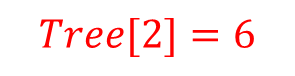 Tree[2] = 6